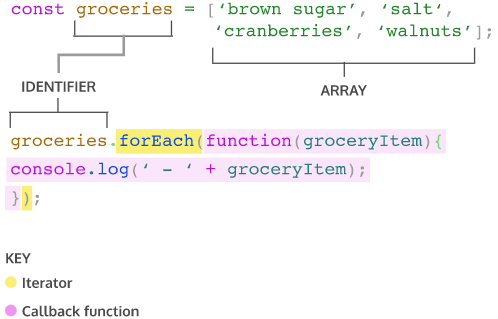 const groceries = [‘brown sugar’, ‘salt‘,
‘cranberries’, ‘walnuts’];
IDENTIFIER
ARRAY
groceries.forEach(function(groceryItem){
console.log(‘ - ‘ + groceryItem);
});
KEY
Iterator
Callback function